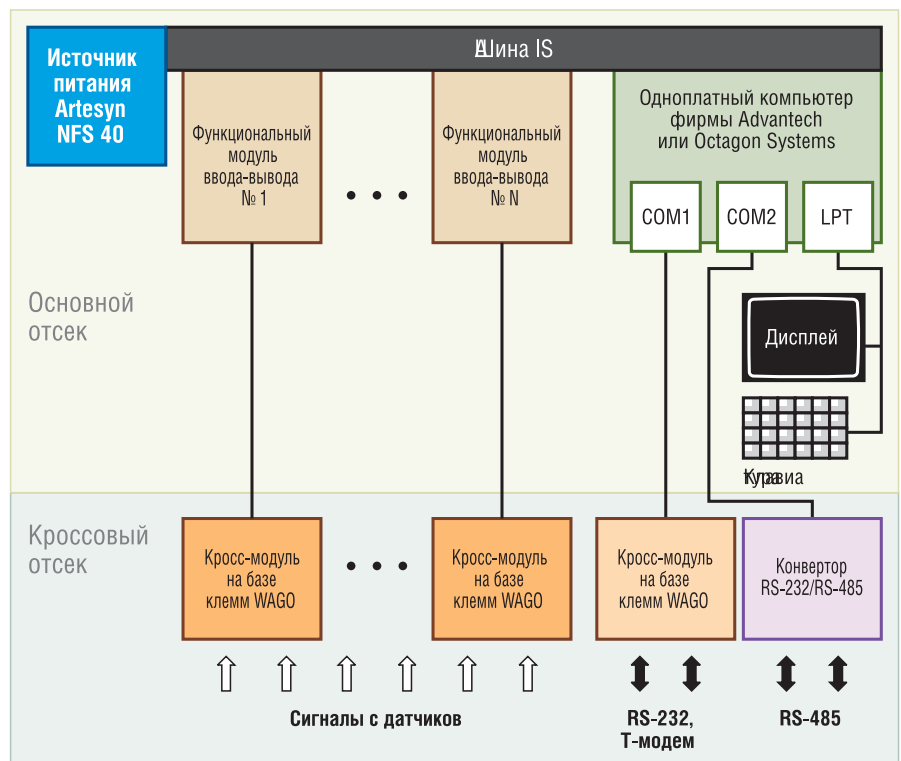 Источник
питания
Artesyn
NFS 40
Шина ISA
Функциональный
модуль
ввода-вывода
№ 1
Функциональный
модуль
ввода-вывода
№ N
Одноплатный компьютер
фирмы Advantech
или Octagon Systems
COM1
COM2
LPT
Основной
отсек
Дисплей
Клавиатура
Кроссовый
отсек
Кросс-модуль
на базе
клемм WAGO
Кросс-модуль
на базе
клемм WAGO
Кросс-модуль
на базе
клемм WAGO
Конвертор
RS-232/RS-485
Сигналы с датчиков
RS-232,
Т-модем
RS-485